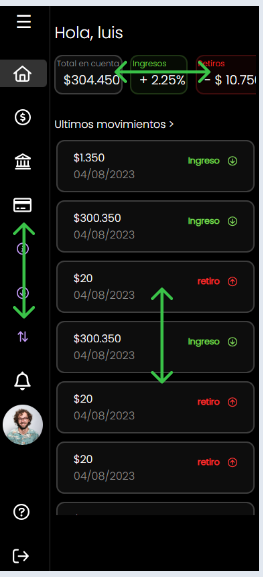 Hola, luis
Total en cuenta Ingresos Retiros
$304.450 + 2.25% - $ 10.750
Ultimos movimientos >
$1.350 Ingreso
04/08/2023
$300.350 Ingreso
04/08/2023
$20 retiro
04/08/2023
$300.350 Ingreso
04/08/2023
$20 retiro
04/08/2023
$20 retiro
04/08/2023